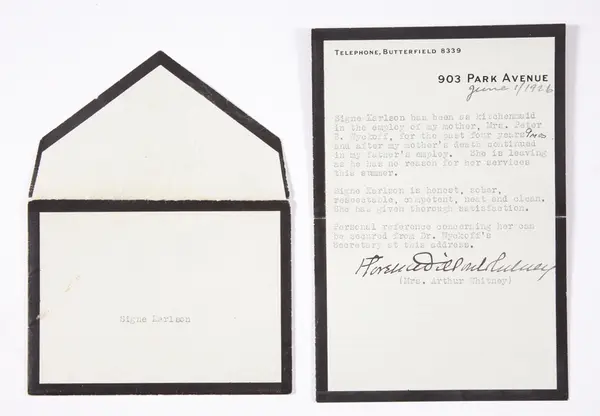 Signe Karlson
TELEPHONE, BUTTERFIELD 8339
903 PARK AVENUE
June 1/1926
Signe Karlson has been as kitchenmaid
in the employ of my mother, Mrs. Peter
B. Wyckoff, for the past four years
and after my mother's death continued
in my father's employ. She is leaving
as he has no reason for her services
this summer.
Signe Karlson is honest, sober,
respectable, competent, neat and clean.
She has given thorough satisfaction.
Personal reference concerning her can
be secured from Dr. Wyckoff's
Secretary at this address.
(Mrs. Arthur Whitney)